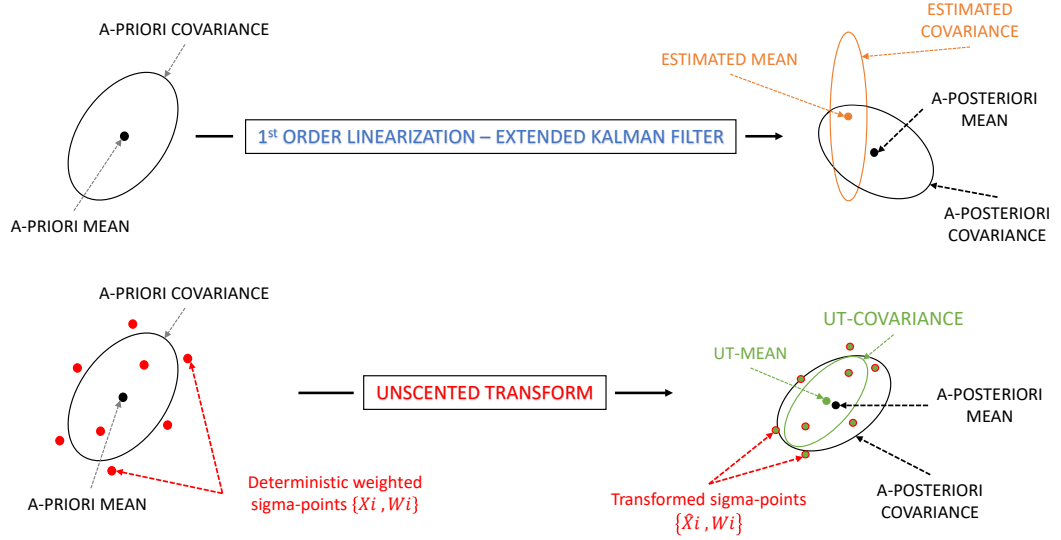 A-PRIORI COVARIANCE
A-PRIORI MEAN
1st ORDER LINEARIZATION – EXTENDED KALMAN FILTER
ESTIMATED
COVARIANCE
ESTIMATED MEAN
A-POSTERIORI
MEAN
A-POSTERIORI
COVARIANCE
A-PRIORI COVARIANCE
A-PRIORI MEAN
Deterministic weighted
sigma-points {Xi , Wi}
UNSCENTED TRANSFORM
UT-COVARIANCE
UT-MEAN
A-POSTERIORI
MEAN
A-POSTERIORI
COVARIANCE
Transformed sigma-points
{X̂i , Wi}